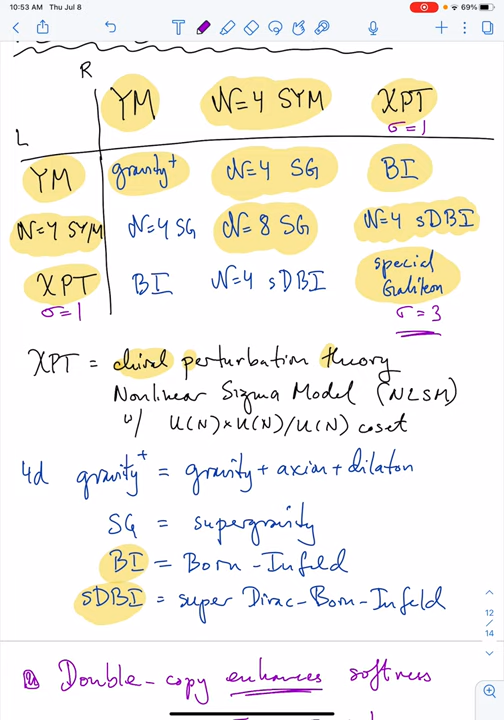 10:53 AM Thu Jul 8
69%
R
YM N=4 SYM XPT
σ=1
L
YM gravity+ N=4 SG BI
N=4 SYM N=4 SG N=8 SG N=4 sDBI
XPT BI N=4 sDBI special Galileon
σ=1 σ=3
XPT = chiral perturbation theory
Nonlinear Sigma Model (NLSM)
w/ U(N)×U(N)/U(N) coset
4d gravity+ = gravity + axion + dilaton
SG = supergravity
BI = Born-Infeld
sDBI = super Dirac-Born-Infeld
12
/
14
Double-copy enhances softness